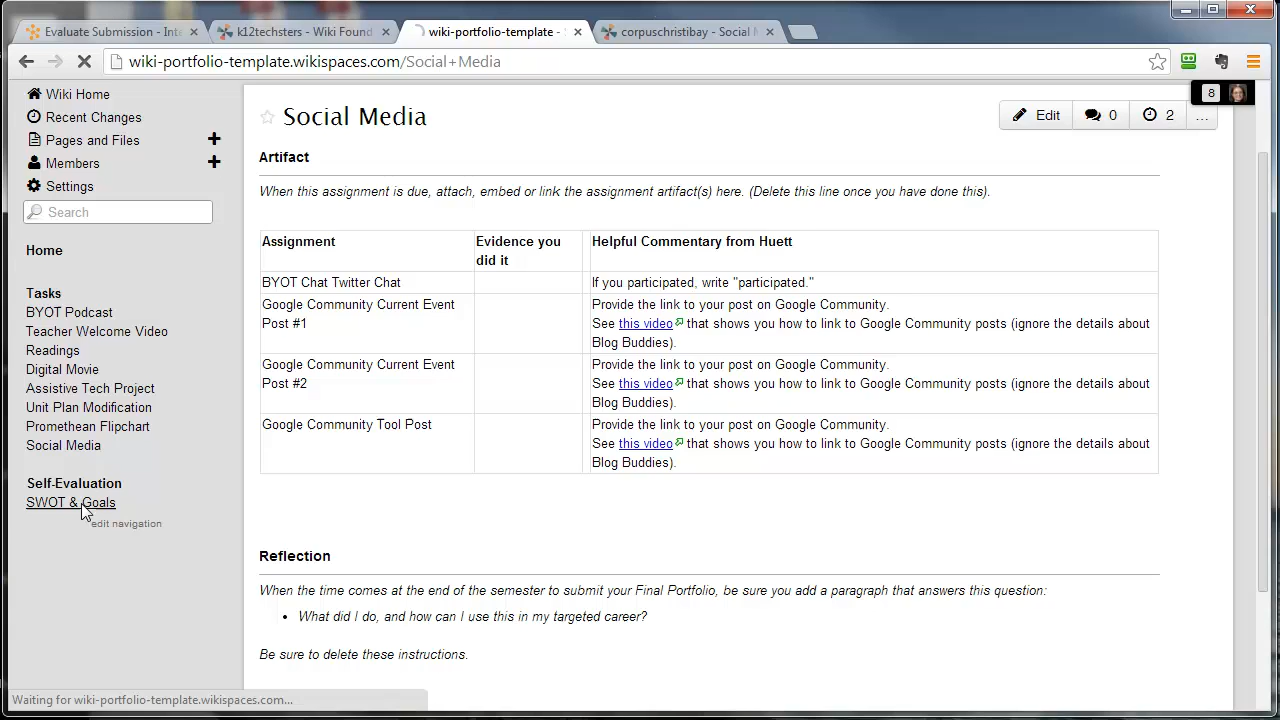 Evaluate Submission - Inte
k12techsters - Wiki Found
wiki-portfolio-template -
corpuschristibay - Social M
wiki-portfolio-template.wikispaces.com/Social+Media
8
Wiki Home
Recent Changes
Pages and Files
Members
Settings
Search
Home
Tasks
BYOT Podcast
Teacher Welcome Video
Readings
Digital Movie
Assistive Tech Project
Unit Plan Modification
Promethean Flipchart
Social Media
Self-Evaluation
SWOT & Goals
edit navigation
Social Media
Edit
0
2
...
Artifact
When this assignment is due, attach, embed or link the assignment artifact(s) here. (Delete this line once you have done this).
Assignment
Evidence you
did it
Helpful Commentary from Huett
BYOT Chat Twitter Chat
If you participated, write "participated."
Google Community Current Event
Post #1
Provide the link to your post on Google Community.
See this video that shows you how to link to Google Community posts (ignore the details about
Blog Buddies).
Google Community Current Event
Post #2
Provide the link to your post on Google Community.
See this video that shows you how to link to Google Community posts (ignore the details about
Blog Buddies).
Google Community Tool Post
Provide the link to your post on Google Community.
See this video that shows you how to link to Google Community posts (ignore the details about
Blog Buddies).
Reflection
When the time comes at the end of the semester to submit your Final Portfolio, be sure you add a paragraph that answers this question:
• What did I do, and how can I use this in my targeted career?
Be sure to delete these instructions.
Waiting for wiki-portfolio-template.wikispaces.com...